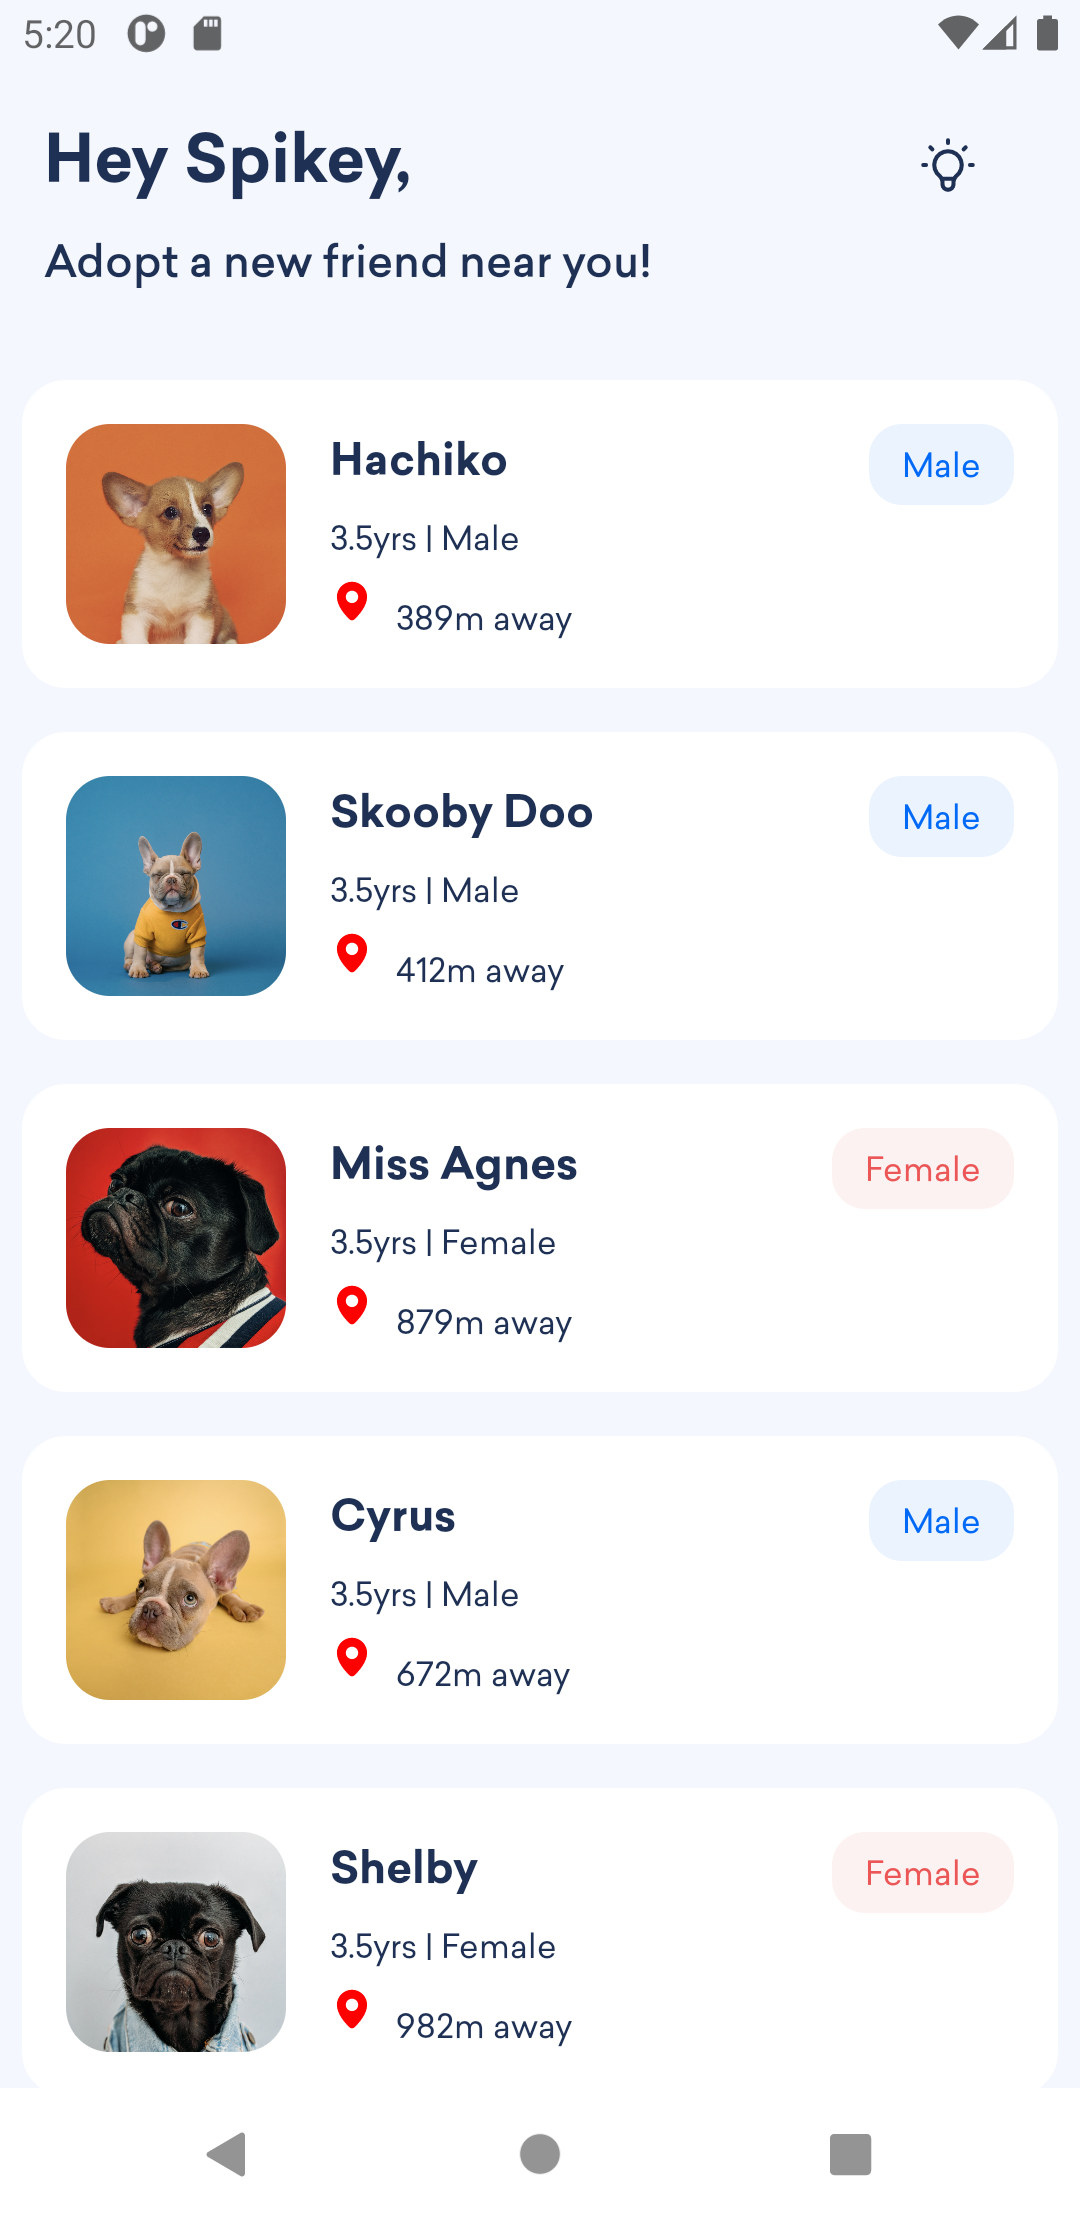 5:20
Hey Spikey,
Adopt a new friend near you!
Hachiko
Male
3.5yrs | Male
389m away
Skooby Doo
Male
3.5yrs | Male
412m away
Miss Agnes
Female
3.5yrs | Female
879m away
Cyrus
Male
3.5yrs | Male
672m away
Shelby
Female
3.5yrs | Female
982m away